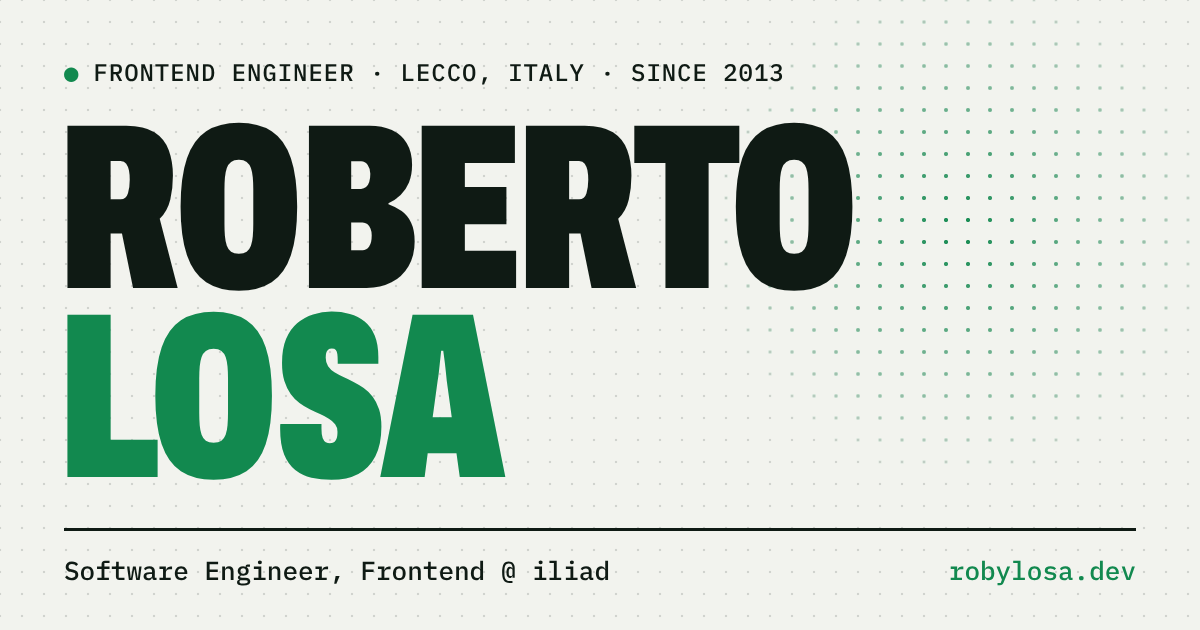 FRONTEND ENGINEER · LECCO, ITALY · SINCE 2013
ROBERTO
LOSA
Software Engineer, Frontend @ iliad
robylosa.dev